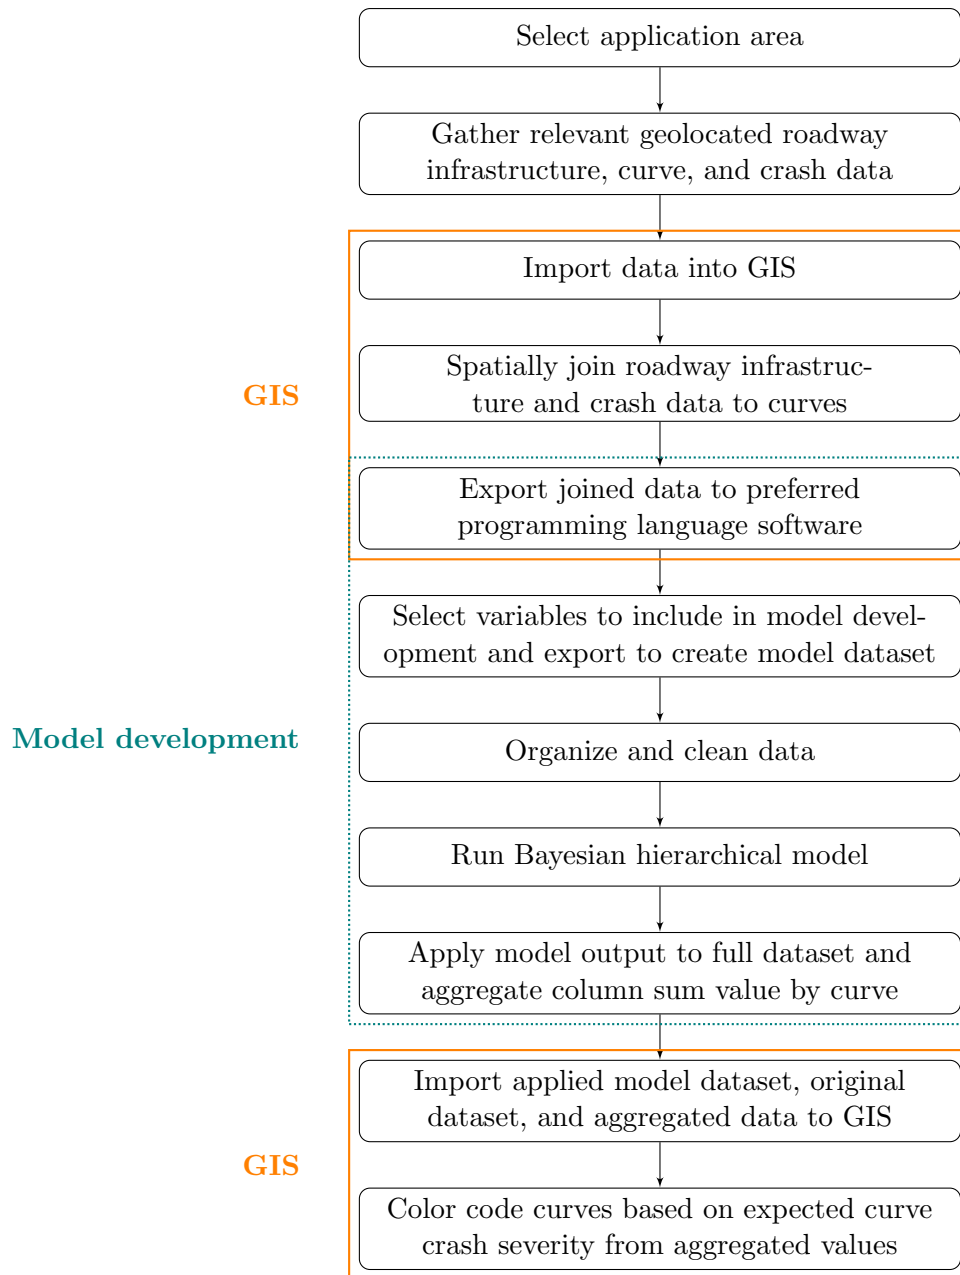 Select application area
Gather relevant geolocated roadway
infrastructure, curve, and crash data
Import data into GIS
GIS
Spatially join roadway infrastruc-
ture and crash data to curves
Export joined data to preferred
programming language software
Select variables to include in model devel-
opment and export to create model dataset
Model development
Organize and clean data
Run Bayesian hierarchical model
Apply model output to full dataset and
aggregate column sum value by curve
Import applied model dataset, original
dataset, and aggregated data to GIS
GIS
Color code curves based on expected curve
crash severity from aggregated values